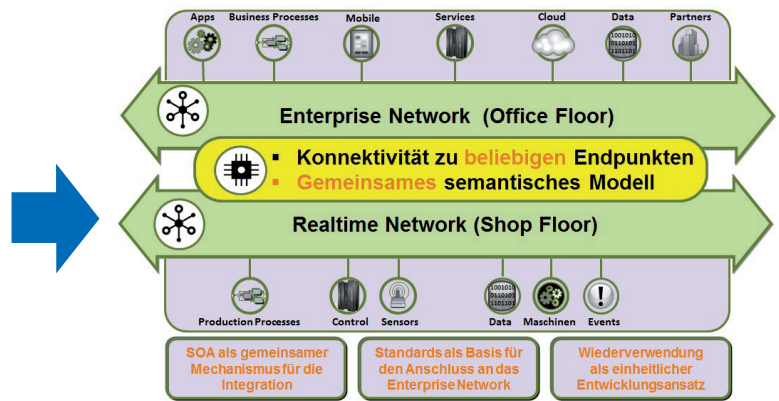 Apps Business Processes Mobile Services Cloud Data Partners
1001010
0110101
1101101
Enterprise Network (Office Floor)
▪ Konnektivität zu beliebigen Endpunkten
▪ Gemeinsames semantisches Modell
Realtime Network (Shop Floor)
1001010
0110101
1101101
!
Production Processes Control Sensors Data Maschinen Events
SOA als gemeinsamer
Mechanismus für die
Integration
Standards als Basis für
den Anschluss an das
Enterprise Network
Wiederverwendung
als einheitlicher
Entwicklungsansatz